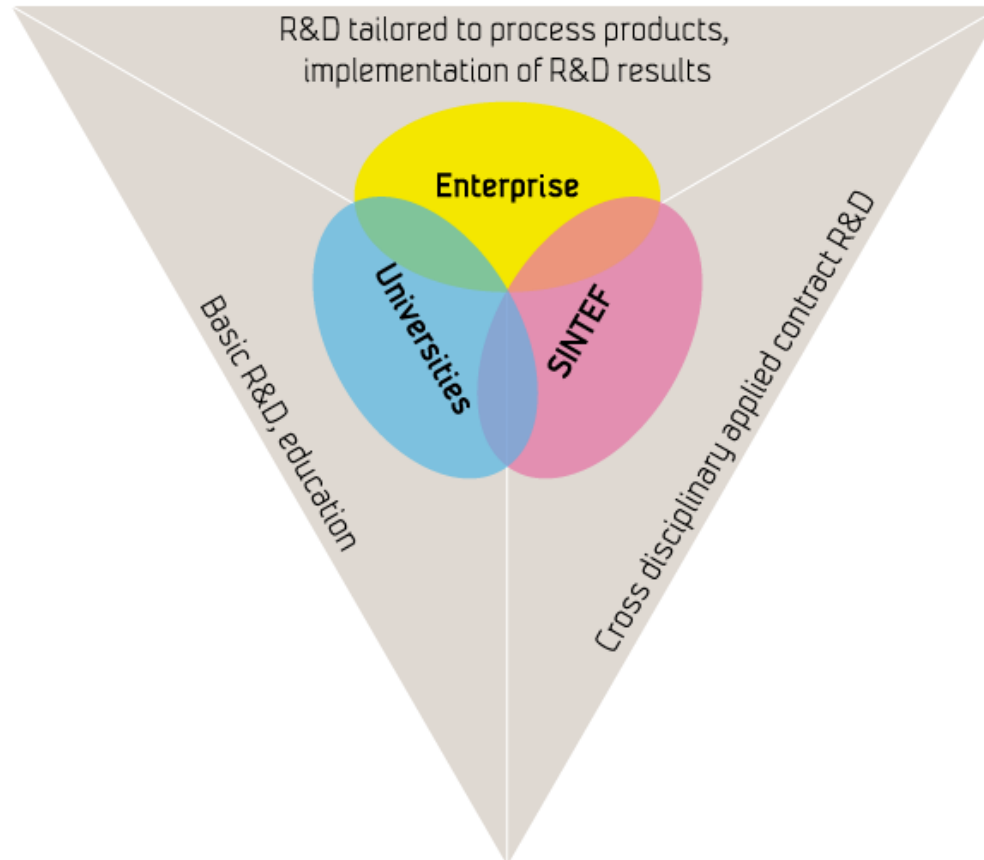 R&D tailored to process products,
implementation of R&D results
Enterprise
Universities
SINTEF
Basic R&D, education
Cross disciplinary applied contract R&D